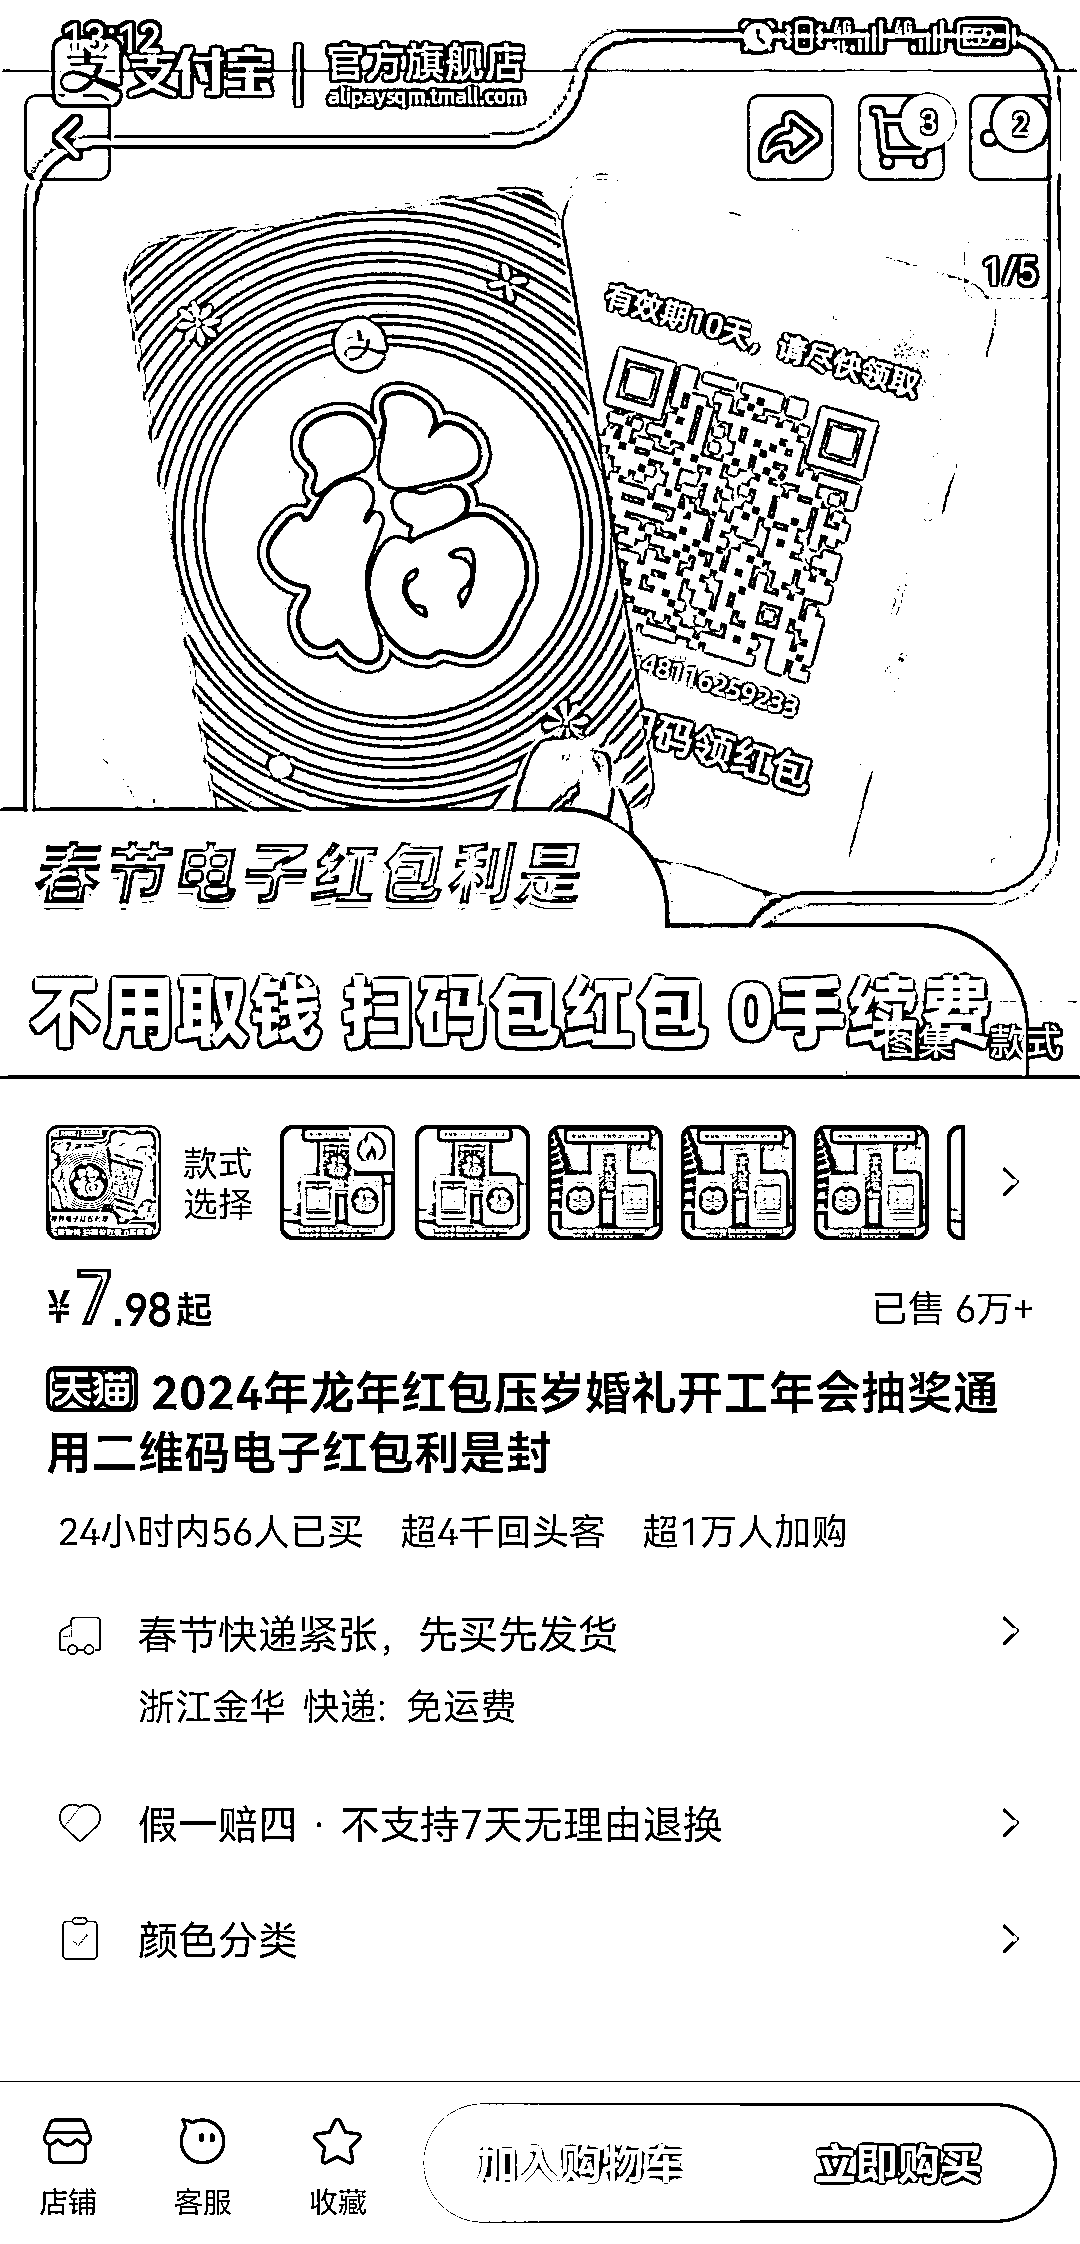 13:12
支付宝 官方旗舰店
alipaysqm.tmall.com
3
2
1/5
有效期10天，请尽快领取
48116259233
扫码领红包
福
春节电子红包利是
不用取钱 扫码包红包 0手续费
图集 款式
款式
选择
¥7.98起
已售 6万+
天猫 2024年龙年红包压岁婚礼开工年会抽奖通
用二维码电子红包利是封
24小时内56人已买 超4千回头客 超1万人加购
春节快递紧张，先买先发货
浙江金华 快递: 免运费
假一赔四 · 不支持7天无理由退换
颜色分类
店铺
客服
收藏
加入购物车
立即购买